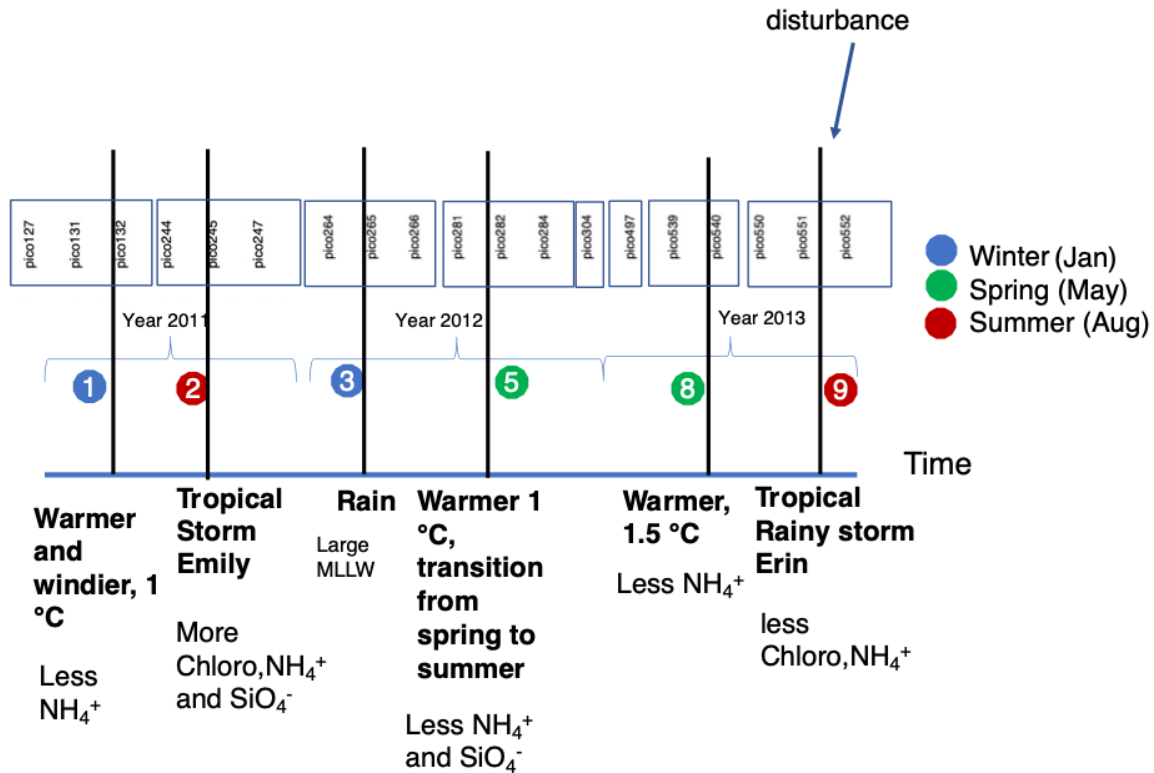 disturbance
pico127
pico131
pico132
pico244
pico245
pico247
pico264
pico265
pico266
pico281
pico282
pico284
pico304
pico497
pico539
pico540
pico550
pico551
pico552
Winter (Jan)
Spring (May)
Summer (Aug)
Year 2011
Year 2012
Year 2013
1
2
3
5
8
9
Time
Warmer
and
windier, 1
°C
Less
NH₄⁺
Tropical
Storm
Emily
More
Chloro,NH₄⁺
and SiO₄⁻
Rain
Large
MLLW
Warmer 1
°C,
transition
from
spring to
summer
Less NH₄⁺
and SiO₄⁻
Warmer,
1.5 °C
Less NH₄⁺
Tropical
Rainy storm
Erin
less
Chloro,NH₄⁺